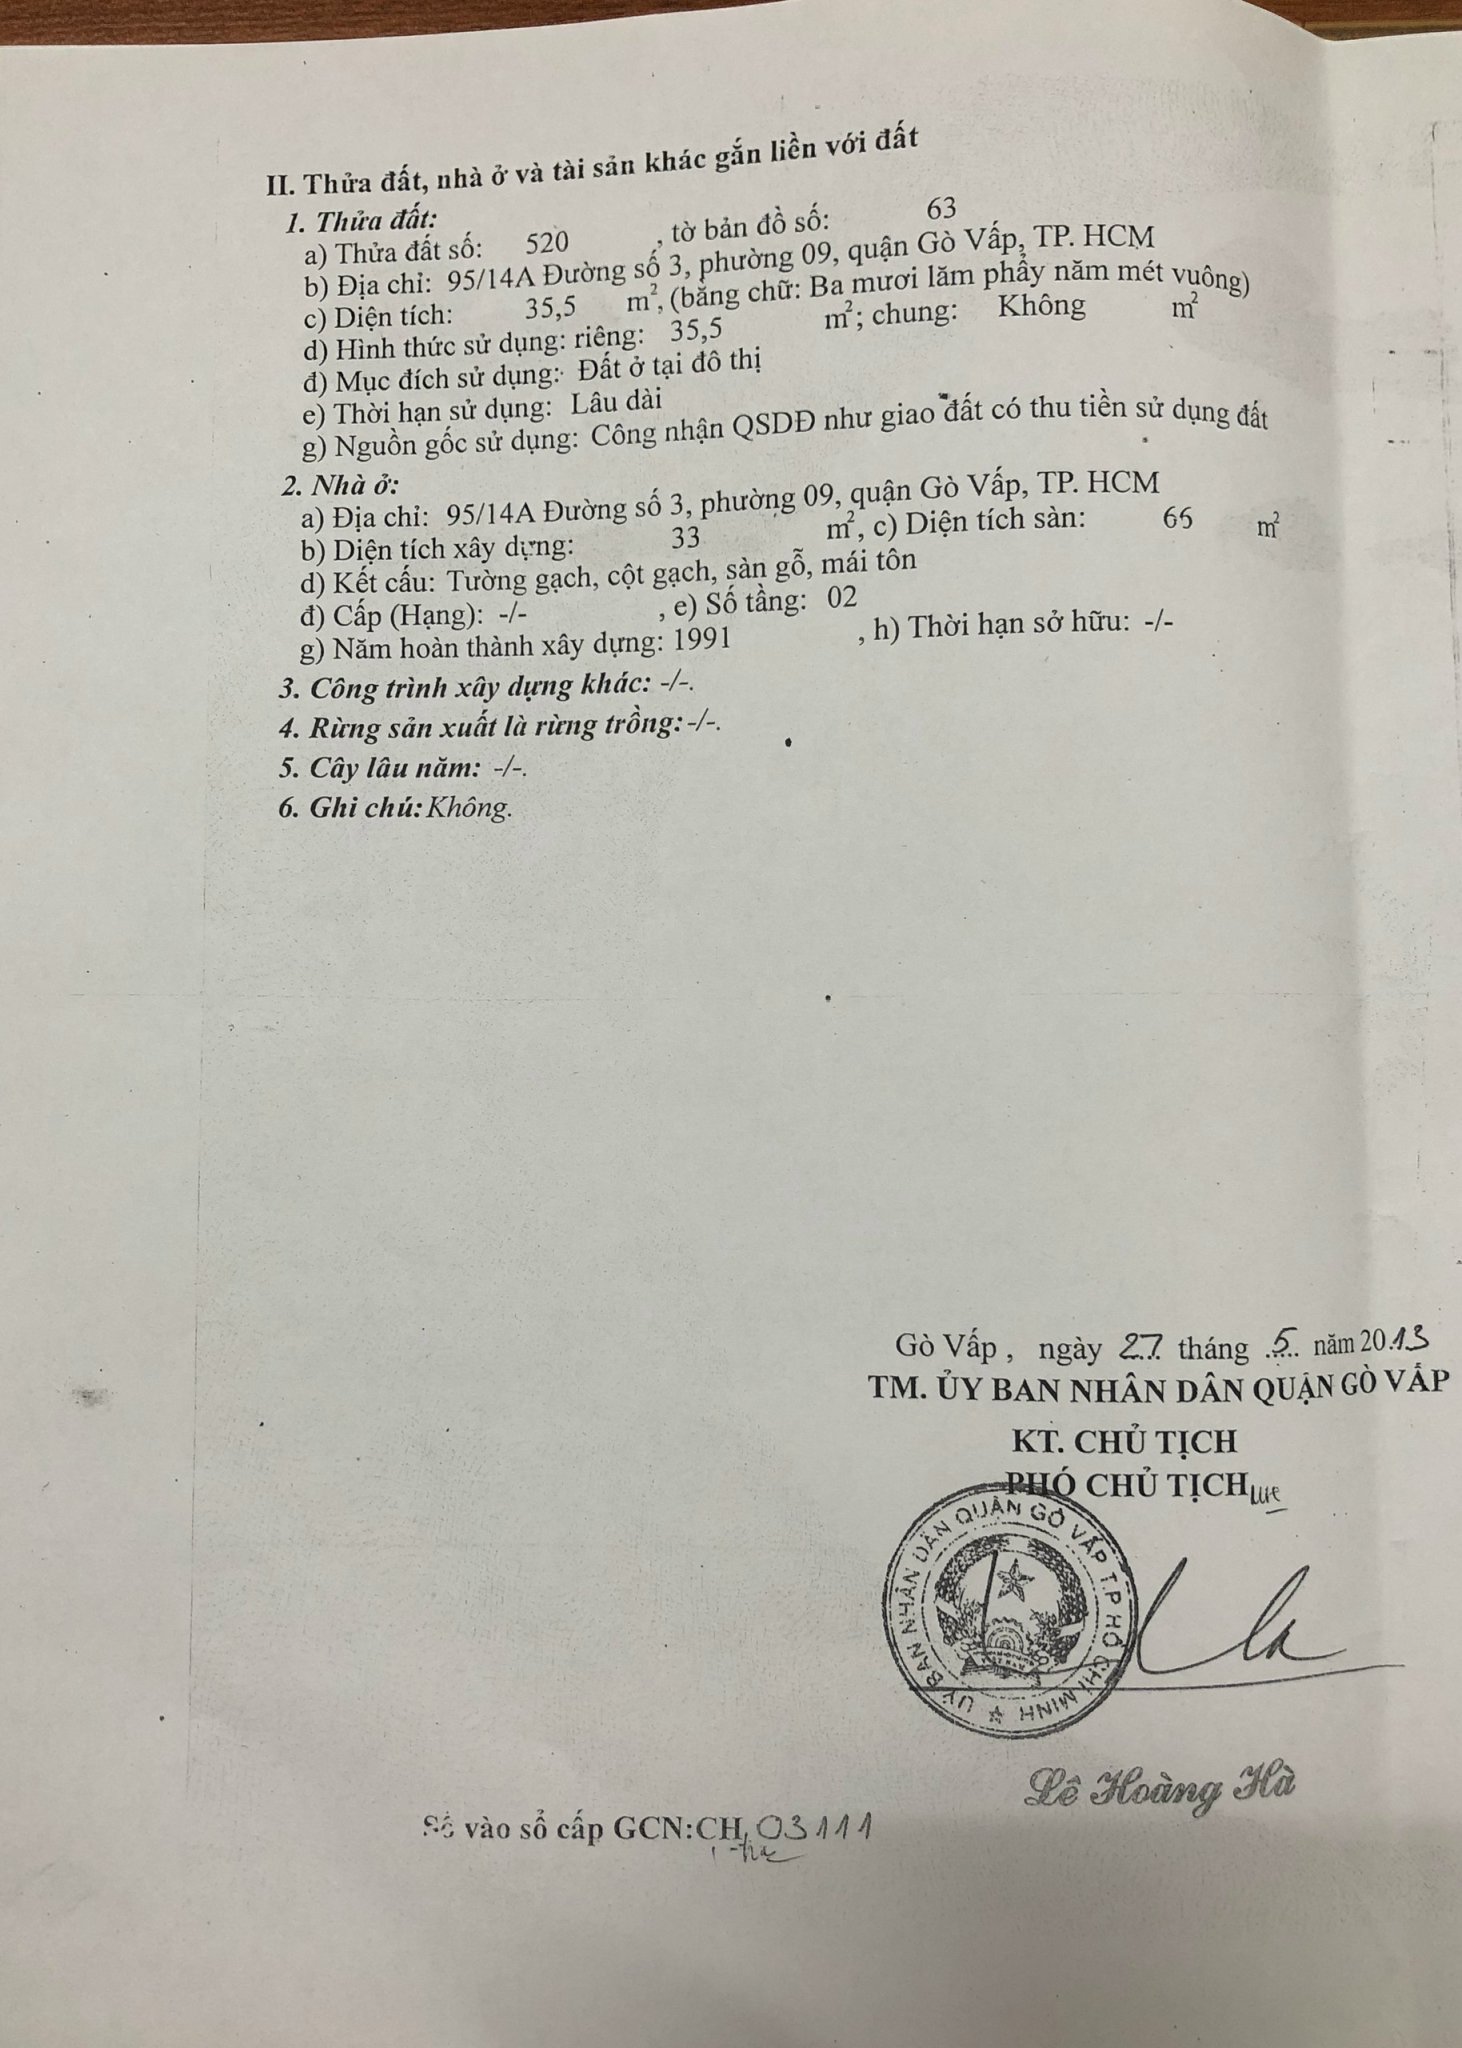 II. Thửa đất, nhà ở và tài sản khác gắn liền với đất
1. Thửa đất:
a) Thửa đất số: 520 , tờ bản đồ số: 63
b) Địa chỉ: 95/14A Đường số 3, phường 09, quận Gò Vấp, TP. HCM
c) Diện tích: 35,5 m², (bằng chữ: Ba mươi lăm phẩy năm mét vuông)
d) Hình thức sử dụng: riêng: 35,5 m²; chung: Không m²
đ) Mục đích sử dụng: Đất ở tại đô thị
e) Thời hạn sử dụng: Lâu dài
g) Nguồn gốc sử dụng: Công nhận QSDĐ như giao đất có thu tiền sử dụng đất
2. Nhà ở:
a) Địa chỉ: 95/14A Đường số 3, phường 09, quận Gò Vấp, TP. HCM
b) Diện tích xây dựng: 33 m², c) Diện tích sàn: 66 m²
d) Kết cấu: Tường gạch, cột gạch, sàn gỗ, mái tôn
đ) Cấp (Hạng): -/- , e) Số tầng: 02
g) Năm hoàn thành xây dựng: 1991 , h) Thời hạn sở hữu: -/-
3. Công trình xây dựng khác: -/-.
4. Rừng sản xuất là rừng trồng: -/-.
5. Cây lâu năm: -/-.
6. Ghi chú: Không.
Gò Vấp , ngày 27 tháng 5 năm 2013
TM. ỦY BAN NHÂN DÂN QUẬN GÒ VẤP
KT. CHỦ TỊCH
PHÓ CHỦ TỊCH
ỦY BAN NHÂN DÂN QUẬN GÒ VẤP T.P HỒ CHÍ MINH
Lê Hoàng Hà
Số vào sổ cấp GCN: CH 03111